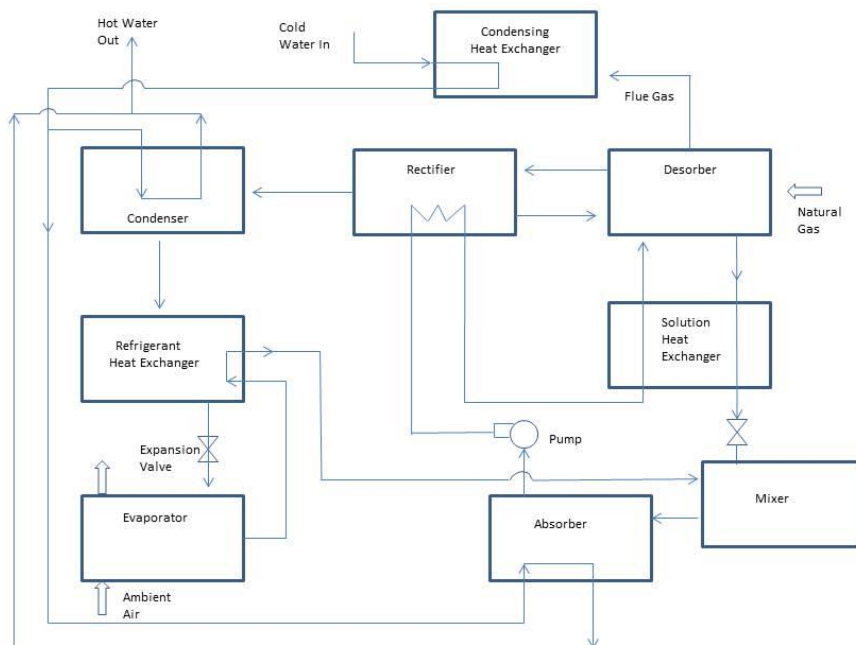 Hot Water
Out
Cold
Water In
Condensing
Heat Exchanger
Flue Gas
Rectifier
Desorber
Condenser
Natural
Gas
Refrigerant
Heat Exchanger
Solution
Heat
Exchanger
Expansion
Valve
Pump
Evaporator
Absorber
Mixer
Ambient
Air